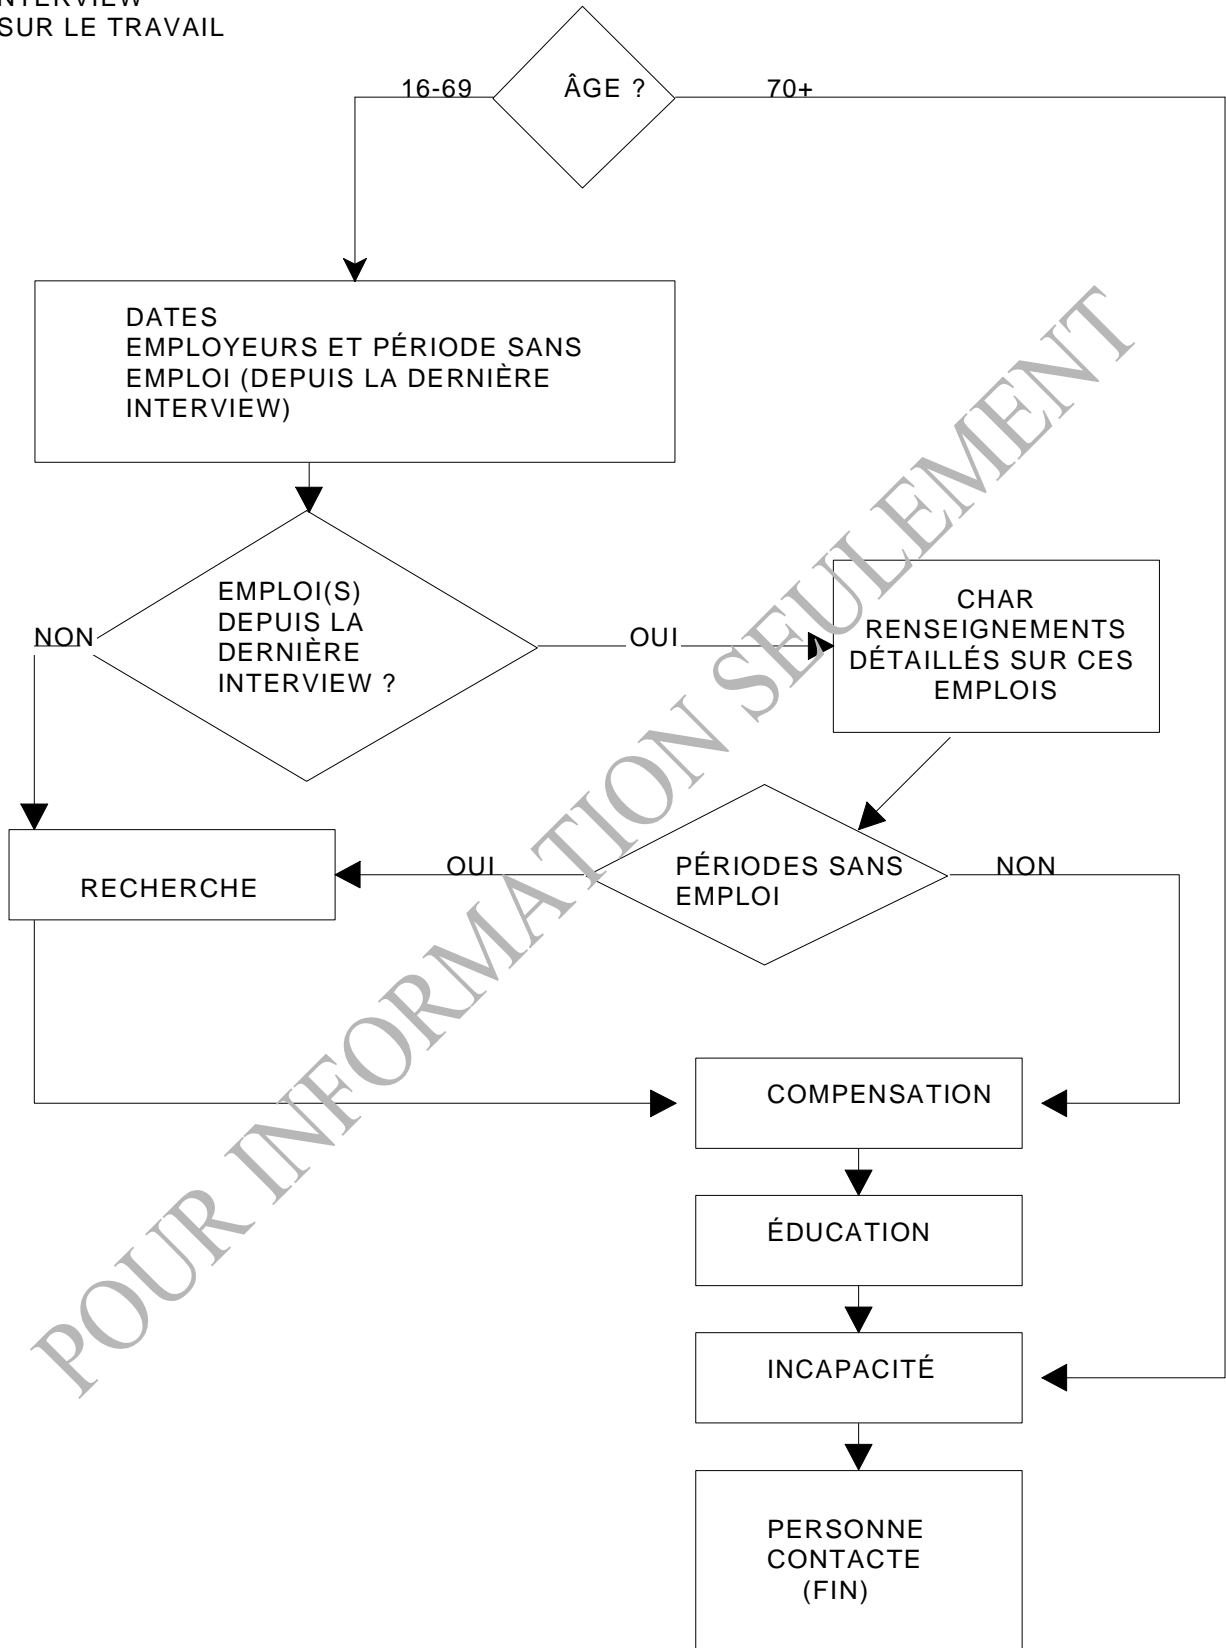 NTERVIEW
SUR LE TRAVAIL
16-69
ÂGE ?
70+
DATES
EMPLOYEURS ET PÉRIODE SANS
EMPLOI (DEPUIS LA DERNIÈRE
INTERVIEW)
EMPLOI(S)
DEPUIS LA
DERNIÈRE
INTERVIEW ?
NON
OUI
CHAR
RENSEIGNEMENTS
DÉTAILLÉS SUR CES
EMPLOIS
RECHERCHE
OUI
PÉRIODES SANS
EMPLOI
NON
COMPENSATION
ÉDUCATION
INCAPACITÉ
PERSONNE
CONTACTE
(FIN)
POUR INFORMATION SEULEMENT